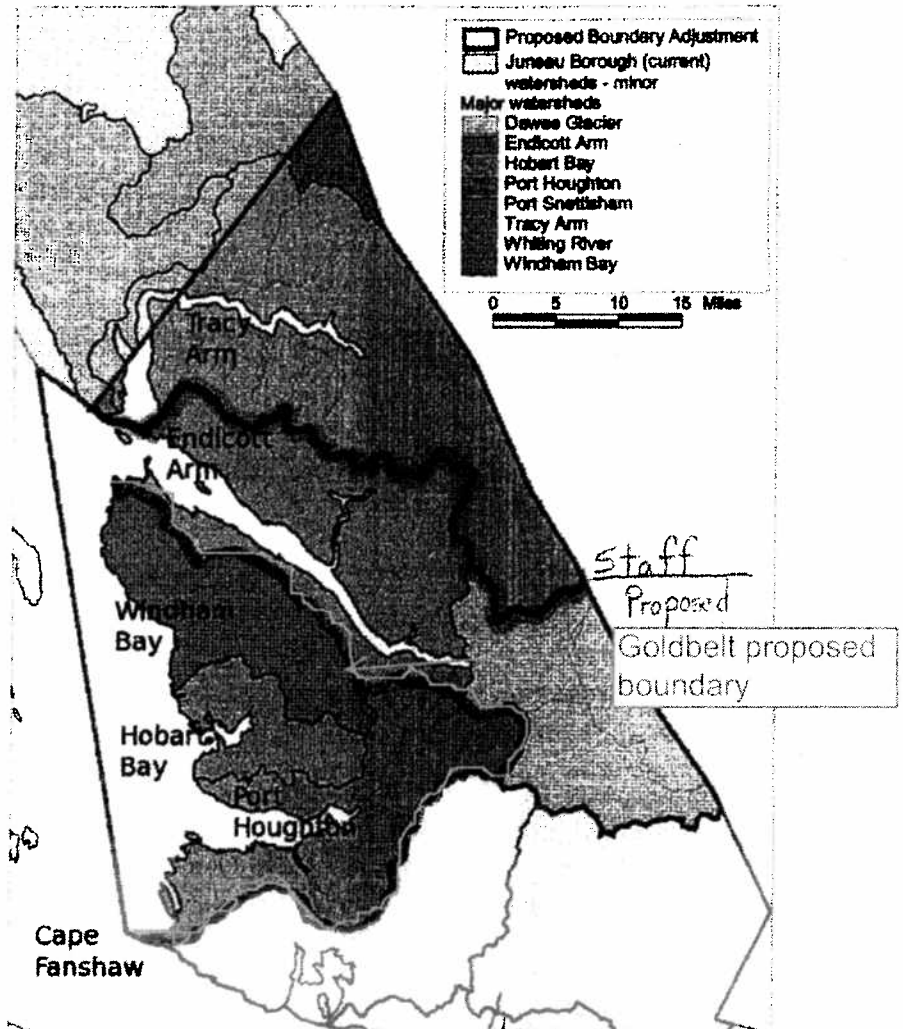 Proposed Boundary Adjustment
Juneau Borough (current)
watersheds - minor
Major watersheds
Dawes Glacier
Endicott Arm
Hobart Bay
Port Houghton
Port Snettisham
Tracy Arm
Whiting River
Windham Bay
0 5 10 15 Miles
Tracy
Arm
Endicott
Arm
Staff
Proposed
Windham
Bay
Goldbelt proposed
boundary
Hobart
Bay
Port
Houghton
Cape
Fanshaw